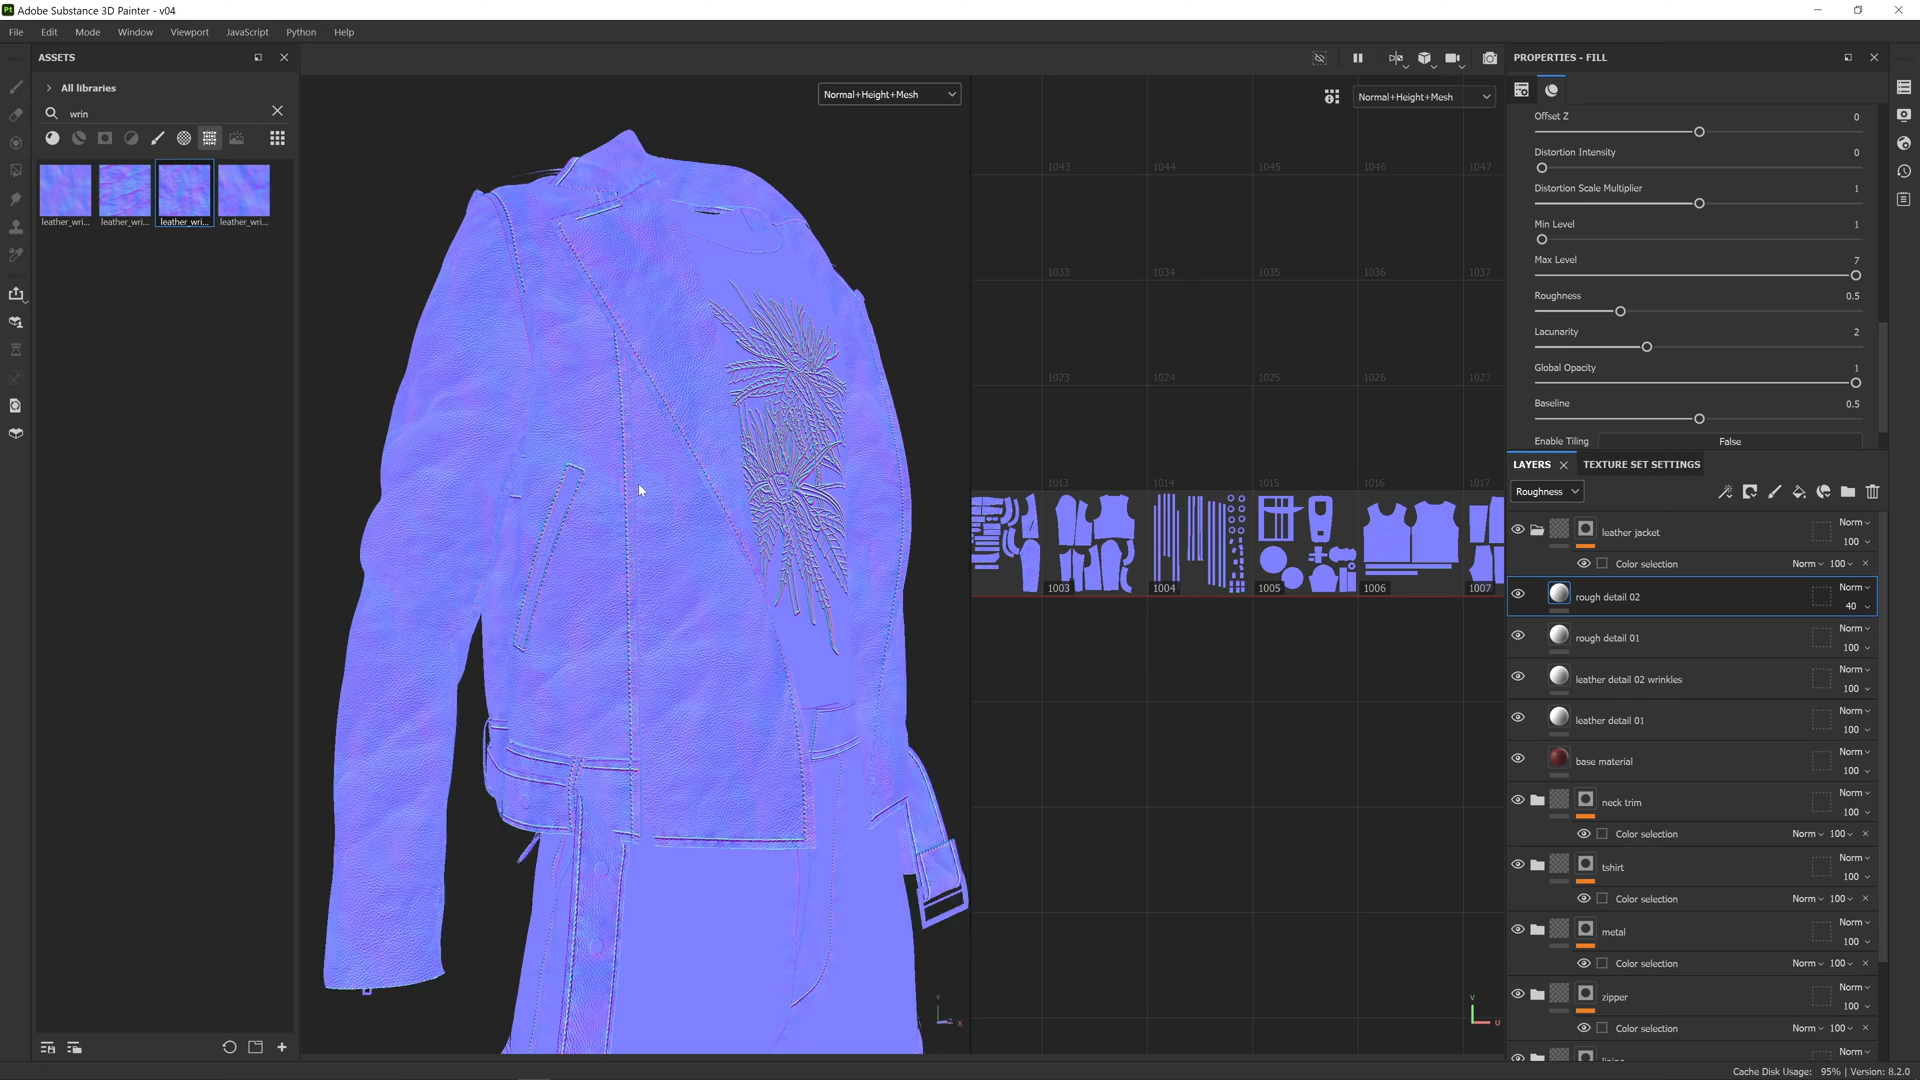 Pt Adobe Substance 3D Painter - v04
File Edit Mode Window Viewport JavaScript Python Help
ASSETS
All libraries
wrin
leather_wri... leather_wri... leather_wri... leather_wri...
Normal+Height+Mesh
Normal+Height+Mesh
1043 1044 1045 1046 1047
1033 1034 1035 1036 1037
1023 1024 1025 1026 1027
1013 1014 1015 1016 1017
1003 1004 1005 1006 1007
Y
X
V
U
PROPERTIES - FILL
Offset Z 0
Distortion Intensity 0
Distortion Scale Multiplier 1
Min Level 1
Max Level 7
Roughness 0.5
Lacunarity 2
Global Opacity 1
Baseline 0.5
Enable Tiling False
LAYERS TEXTURE SET SETTINGS
Roughness
leather jacket Norm 100
Color selection Norm 100
rough detail 02 Norm 40
rough detail 01 Norm 100
leather detail 02 wrinkles Norm 100
leather detail 01 Norm 100
base material Norm 100
neck trim Norm 100
Color selection Norm 100
tshirt Norm 100
Color selection Norm 100
metal Norm 100
Color selection Norm 100
zipper Norm 100
Color selection Norm 100
Norm
Cache Disk Usage: 95% | Version: 8.2.0